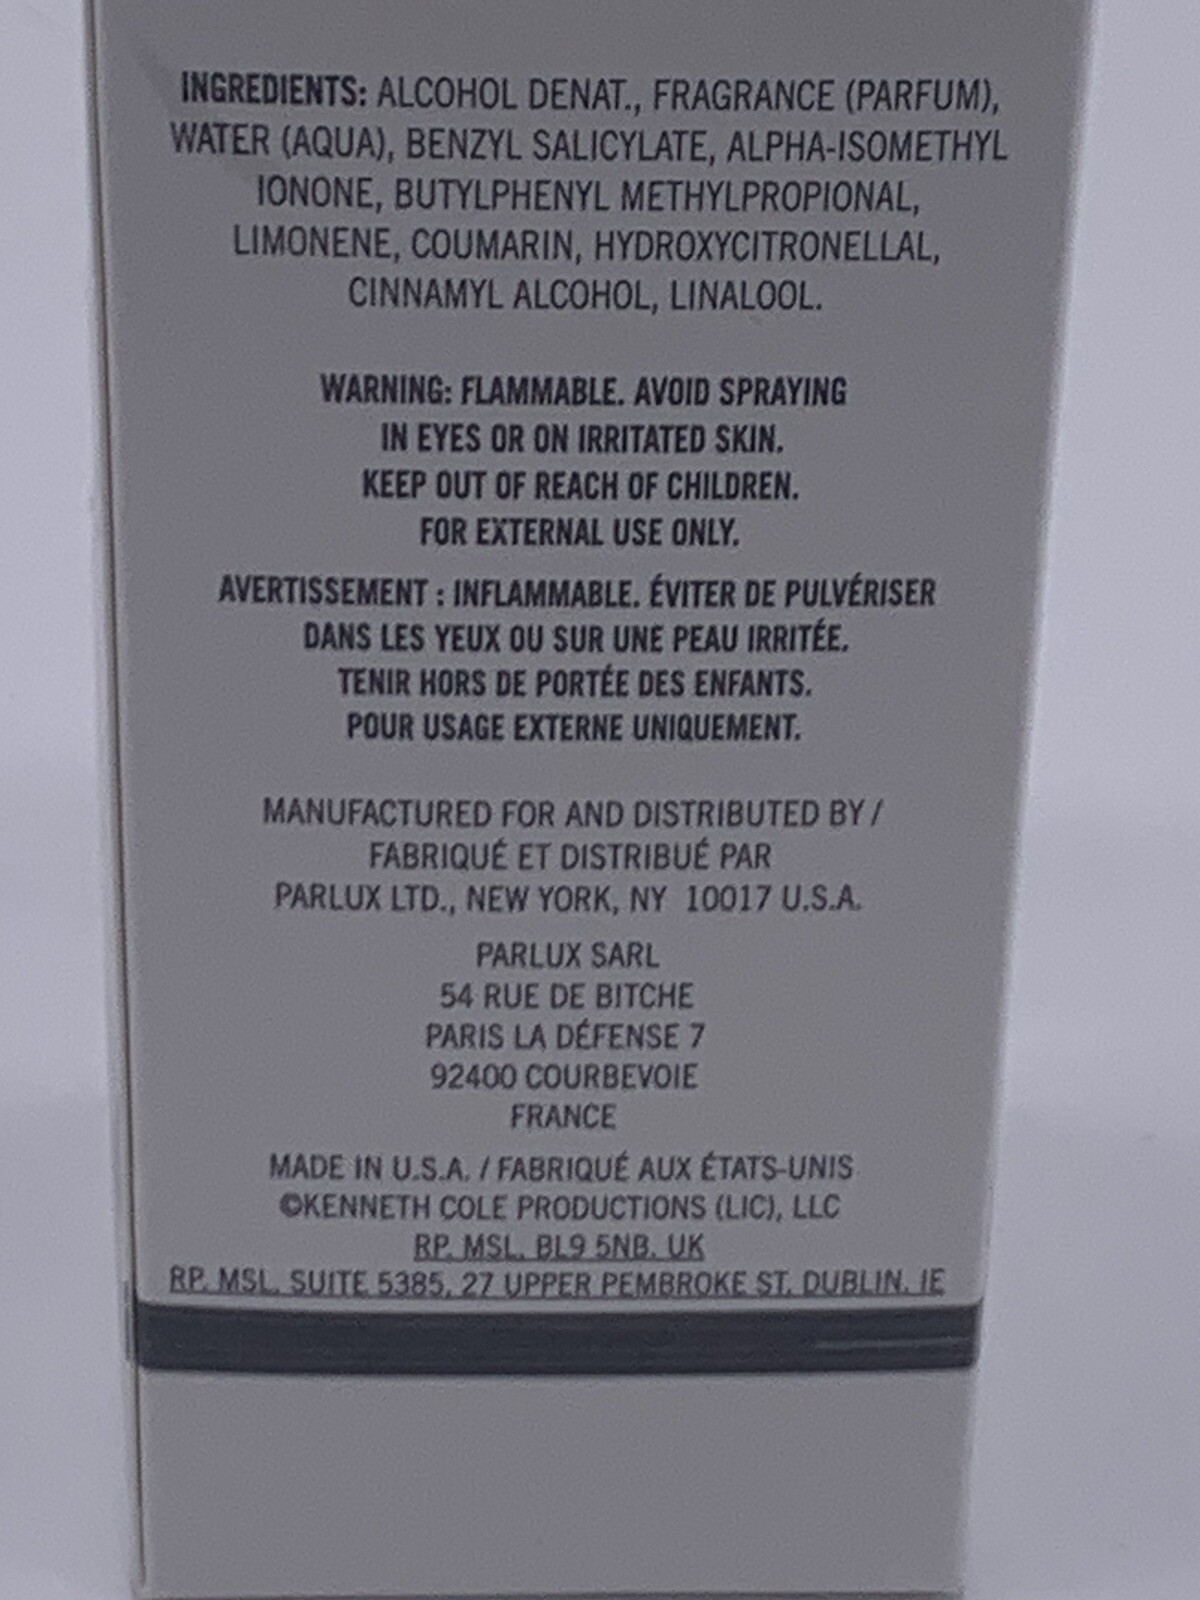 INGREDIENTS: ALCOHOL DENAT., FRAGRANCE (PARFUM),
WATER (AQUA), BENZYL SALICYLATE, ALPHA-ISOMETHYL
IONONE, BUTYLPHENYL METHYLPROPIONAL,
LIMONENE, COUMARIN, HYDROXYCITRONELLAL,
CINNAMYL ALCOHOL, LINALOOL.
WARNING: FLAMMABLE. AVOID SPRAYING
IN EYES OR ON IRRITATED SKIN.
KEEP OUT OF REACH OF CHILDREN.
FOR EXTERNAL USE ONLY.
AVERTISSEMENT : INFLAMMABLE. ÉVITER DE PULVÉRISER
DANS LES YEUX OU SUR UNE PEAU IRRITÉE.
TENIR HORS DE PORTÉE DES ENFANTS.
POUR USAGE EXTERNE UNIQUEMENT.
MANUFACTURED FOR AND DISTRIBUTED BY /
FABRIQUÉ ET DISTRIBUÉ PAR
PARLUX LTD., NEW YORK, NY 10017 U.S.A.
PARLUX SARL
54 RUE DE BITCHE
PARIS LA DÉFENSE 7
92400 COURBEVOIE
FRANCE
MADE IN U.S.A. / FABRIQUÉ AUX ÉTATS-UNIS
©KENNETH COLE PRODUCTIONS (LIC), LLC
RP. MSL. BL9 5NB. UK
RP. MSL. SUITE 5385, 27 UPPER PEMBROKE ST. DUBLIN. IE